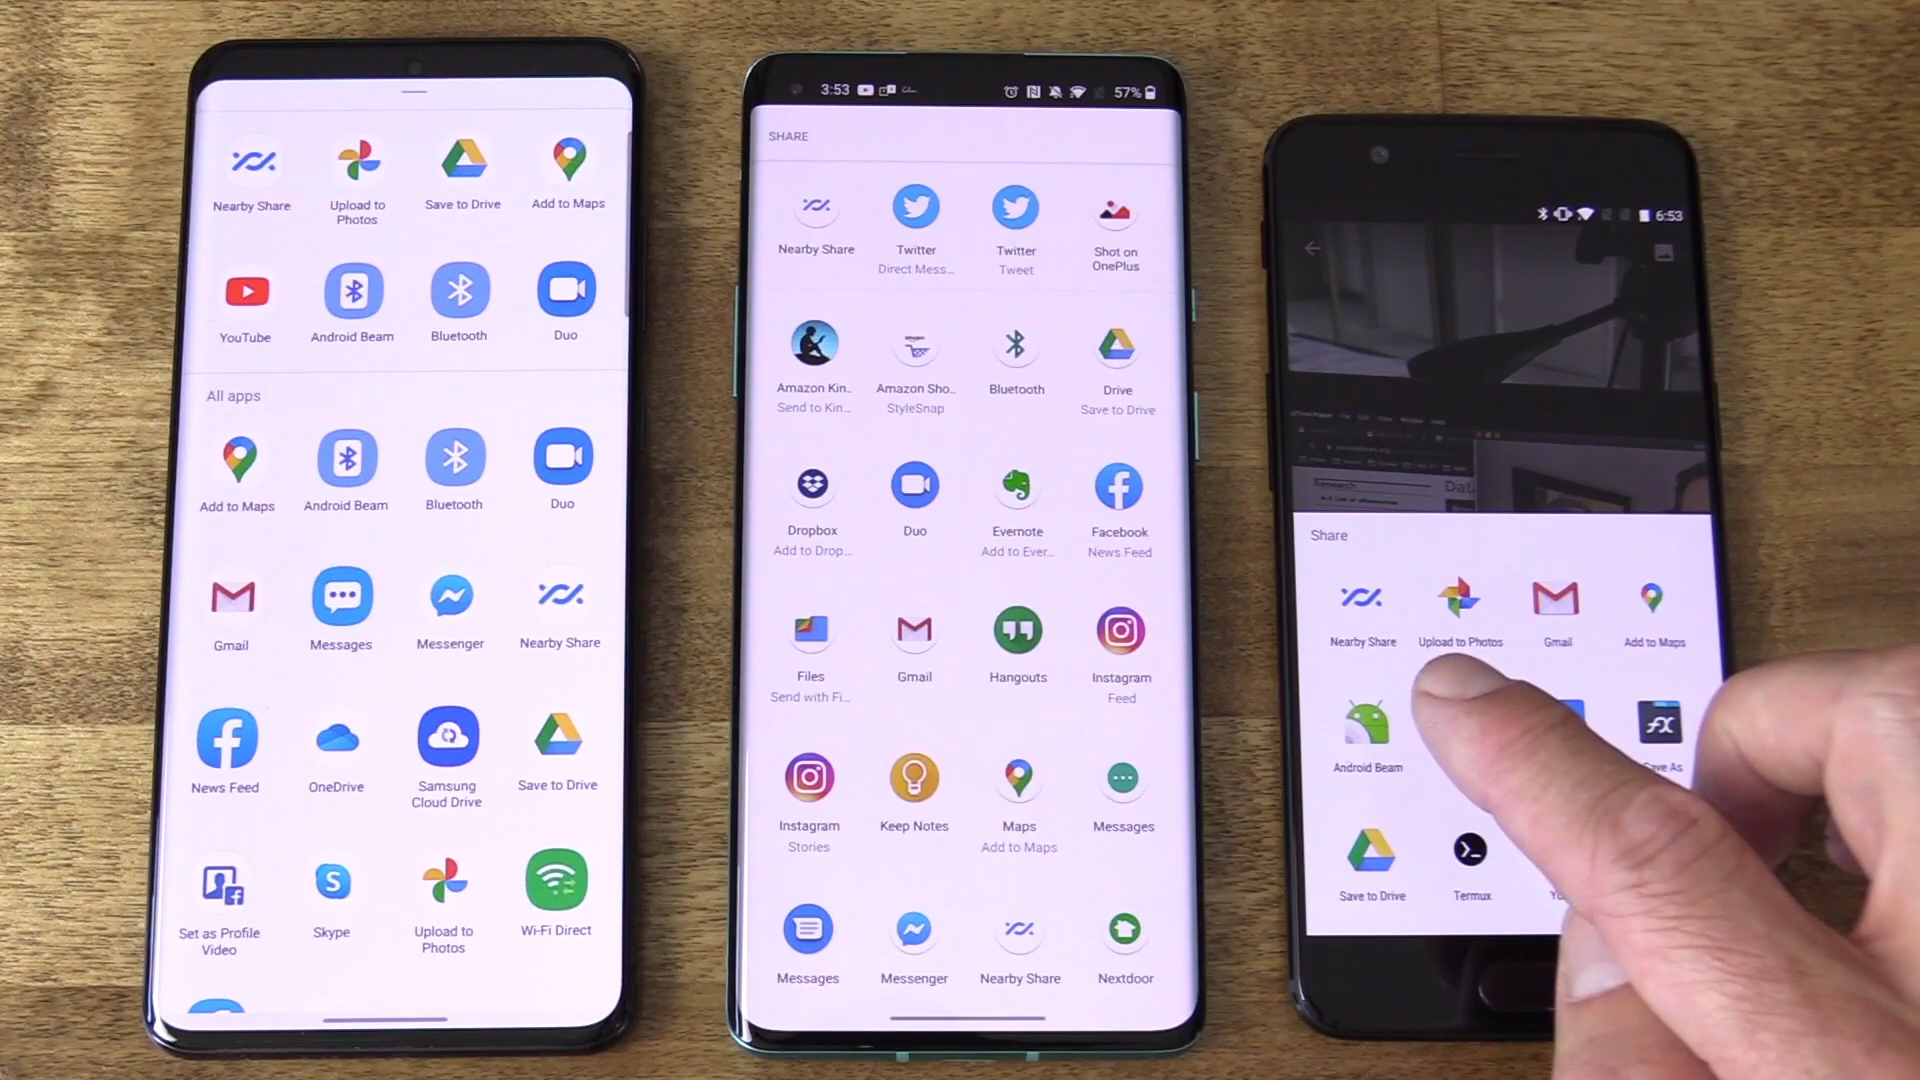 Nearby Share
Upload to
Photos
Save to Drive
Add to Maps
YouTube
Android Beam
Bluetooth
Duo
All apps
Add to Maps
Android Beam
Bluetooth
Duo
Gmail
Messages
Messenger
Nearby Share
News Feed
OneDrive
Samsung
Cloud Drive
Save to Drive
Set as Profile
Video
Skype
Upload to
Photos
Wi-Fi Direct
3:53
57%
SHARE
Nearby Share
Twitter
Direct Mess...
Twitter
Tweet
Shot on
OnePlus
Amazon Kin..
Send to Kin...
Amazon Sho..
StyleSnap
Bluetooth
Drive
Save to Drive
Dropbox
Add to Drop...
Duo
Evernote
Add to Ever...
Facebook
News Feed
Files
Send with Fi...
Gmail
Hangouts
Instagram
Feed
Instagram
Stories
Keep Notes
Maps
Add to Maps
Messages
Messages
Messenger
Nearby Share
Nextdoor
6:53
Research
Data
Share
Nearby Share
Upload to Photos
Gmail
Add to Maps
Android Beam
Save As
Save to Drive
Termux